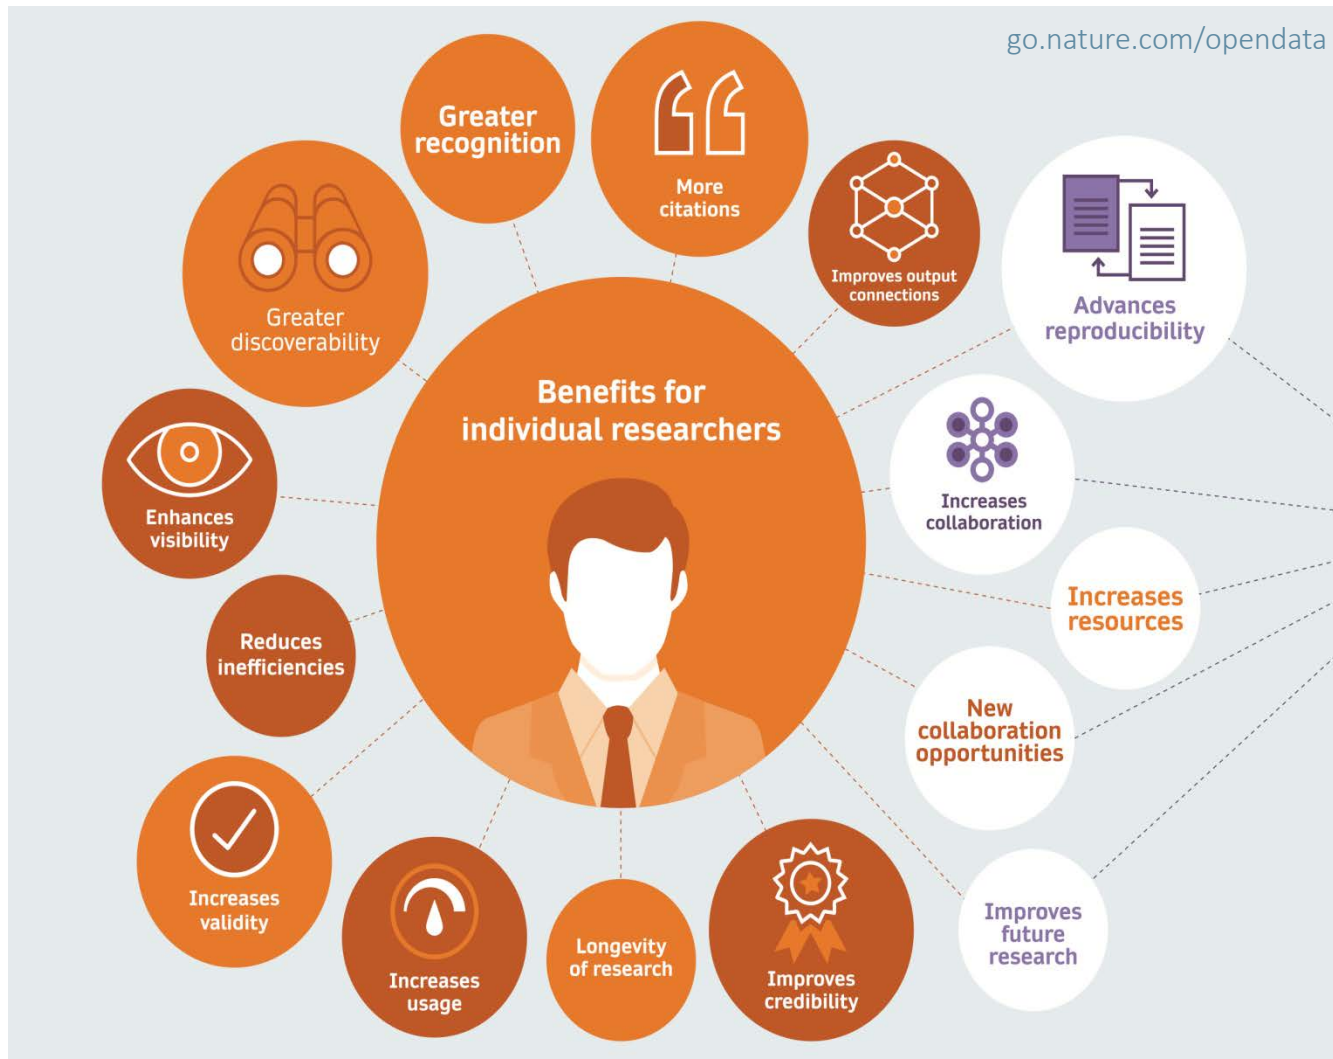 go.nature.com/opendata
Greater
recognition
More
citations
Improves output
connections
Advances
reproducibility
Greater
discoverability
Benefits for
individual researchers
Enhances
visibility
Increases
collaboration
Increases
resources
Reduces
inefficiencies
New
collaboration
opportunities
Increases
validity
Increases
usage
Longevity
of research
Improves
credibility
Improves
future
research